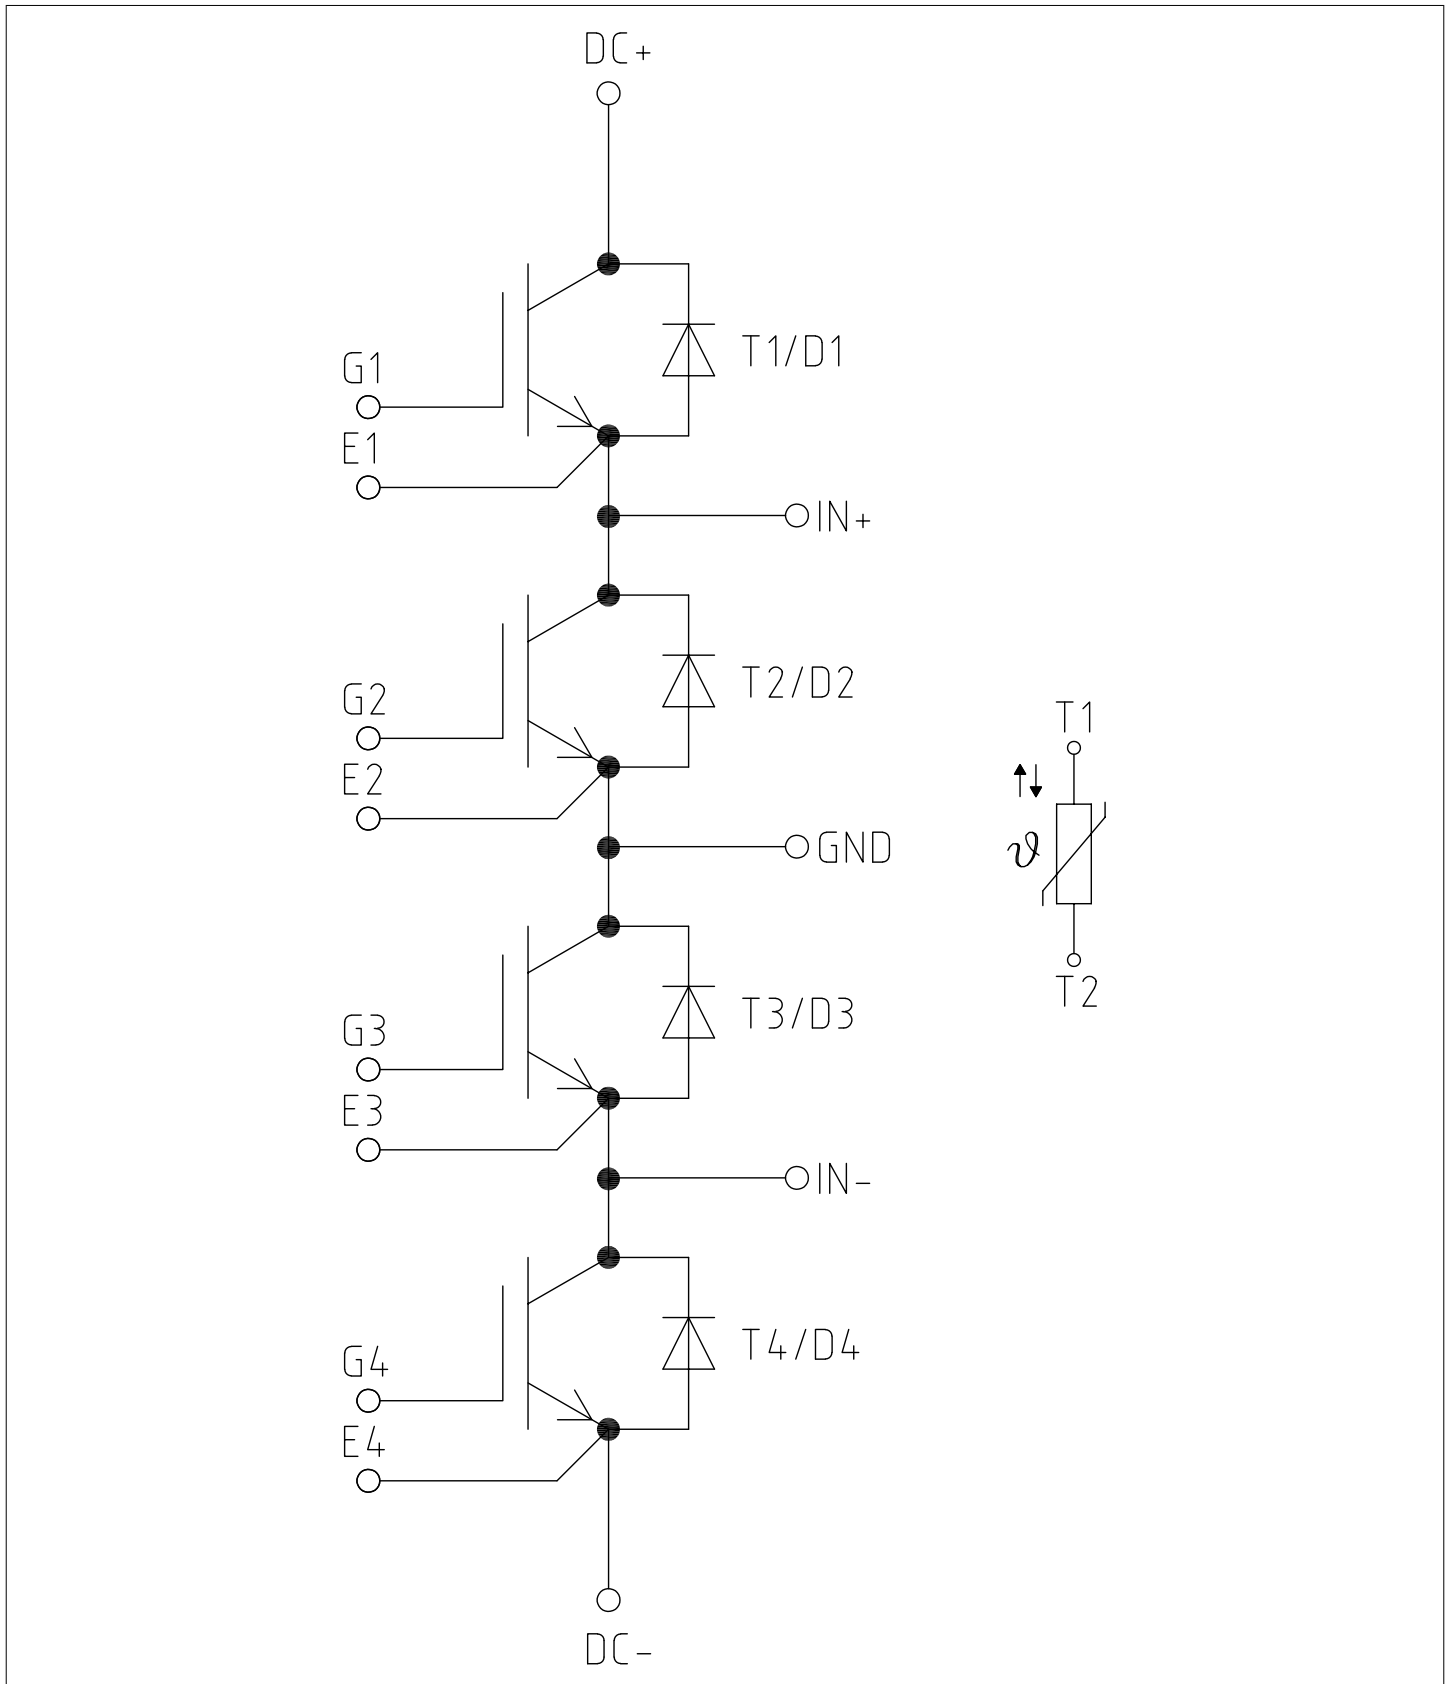 DC+
T1/D1
G1
E1
IN+
T2/D2
G2
E2
T1
GND
ϑ
T2
T3/D3
G3
E3
IN-
T4/D4
G4
E4
DC-